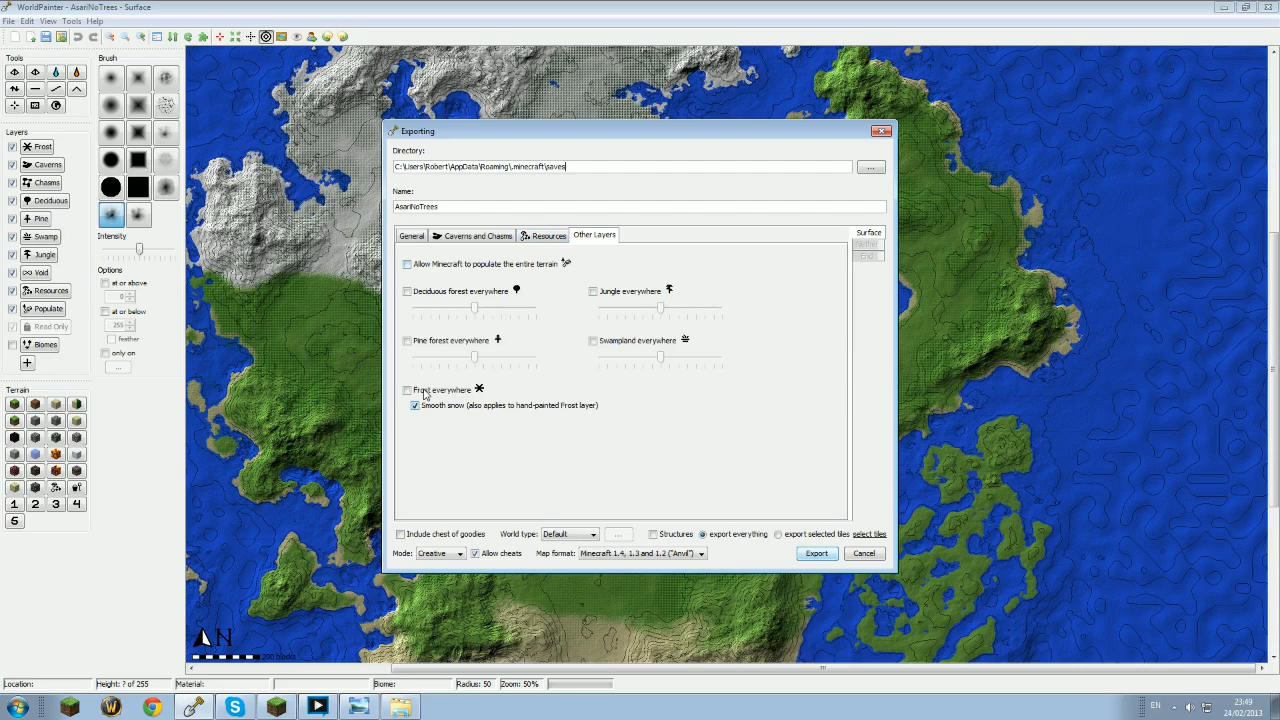 WorldPainter - AsariNoTrees - Surface
File Edit View Tools Help
Tools
Brush
Layers
Frost
Caverns
Chasms
Deciduous
Pine
Swamp
Jungle
Void
Resources
Populate
Read Only
Biomes
Intensity
Options
at or above
0
at or below
255
feather
only on
...
Terrain
1 2 3 4
5
Exporting
Directory:
C:\Users\Robert\AppData\Roaming\.minecraft\saves
...
Name:
AsariNoTrees
General Caverns and Chasms Resources Other Layers
Surface
Nether
End
Allow Minecraft to populate the entire terrain
Deciduous forest everywhere Jungle everywhere
Pine forest everywhere Swampland everywhere
Frost everywhere
Smooth snow (also applies to hand-painted Frost layer)
Include chest of goodies World type: Default ... Structures export everything export selected tiles select tiles
Mode: Creative Allow cheats Map format: Minecraft 1.4, 1.3 and 1.2 ("Anvil") Export Cancel
N
200 blocks
Location: Height: ? of 255 Material: Biome: Radius: 50 Zoom: 50%
EN
23:49
24/02/2013